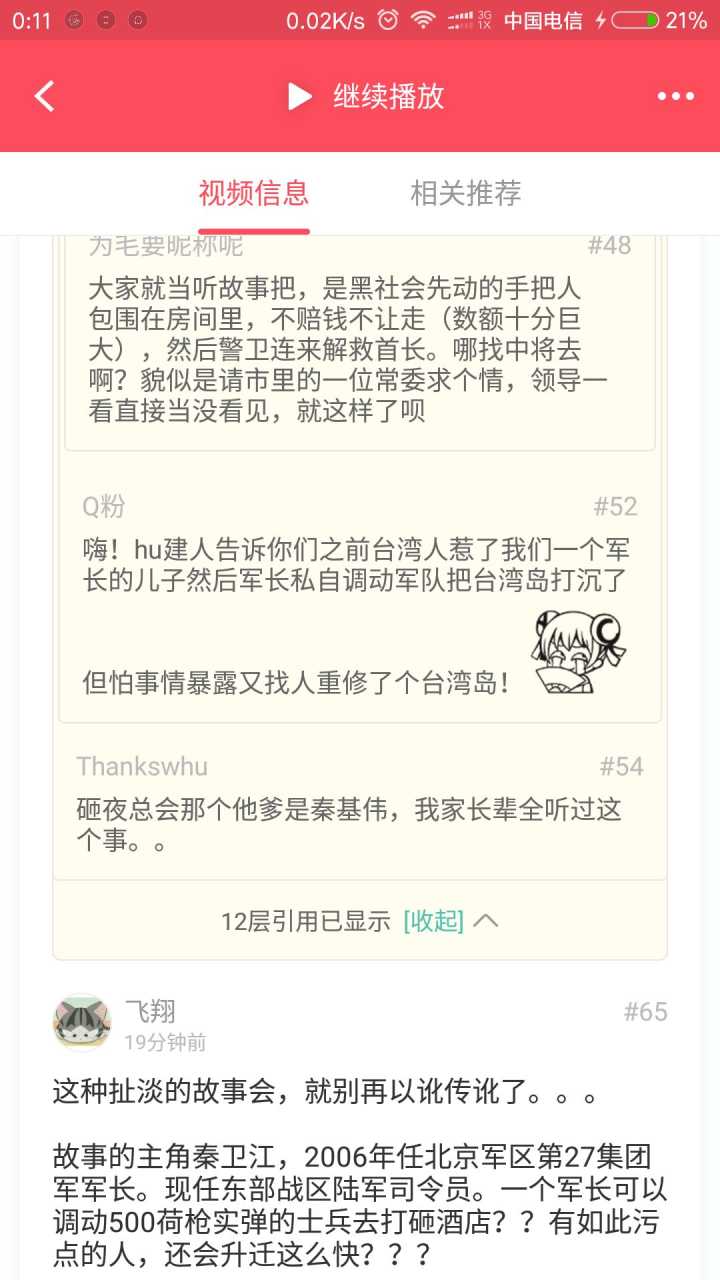 0:11 0.02K/s 3G 1X 中国电信 21%
继续播放
视频信息 相关推荐
为毛要昵称呢 #48
大家就当听故事把，是黑社会先动的手把人
包围在房间里，不赔钱不让走（数额十分巨
大），然后警卫连来解救首长。哪找中将去
啊？貌似是请市里的一位常委求个情，领导一
看直接当没看见，就这样了呗
Q粉 #52
嗨！hu建人告诉你们之前台湾人惹了我们一个军
长的儿子然后军长私自调动军队把台湾岛打沉了
但怕事情暴露又找人重修了个台湾岛！
Thankswhu #54
砸夜总会那个他爹是秦基伟，我家长辈全听过这
个事。。
12层引用已显示 [收起]
飞翔 #65
19分钟前
这种扯淡的故事会，就别再以讹传讹了。。。
故事的主角秦卫江，2006年任北京军区第27集团
军军长。现任东部战区陆军司令员。一个军长可以
调动500荷枪实弹的士兵去打砸酒店？？有如此污
点的人，还会升迁这么快？？？